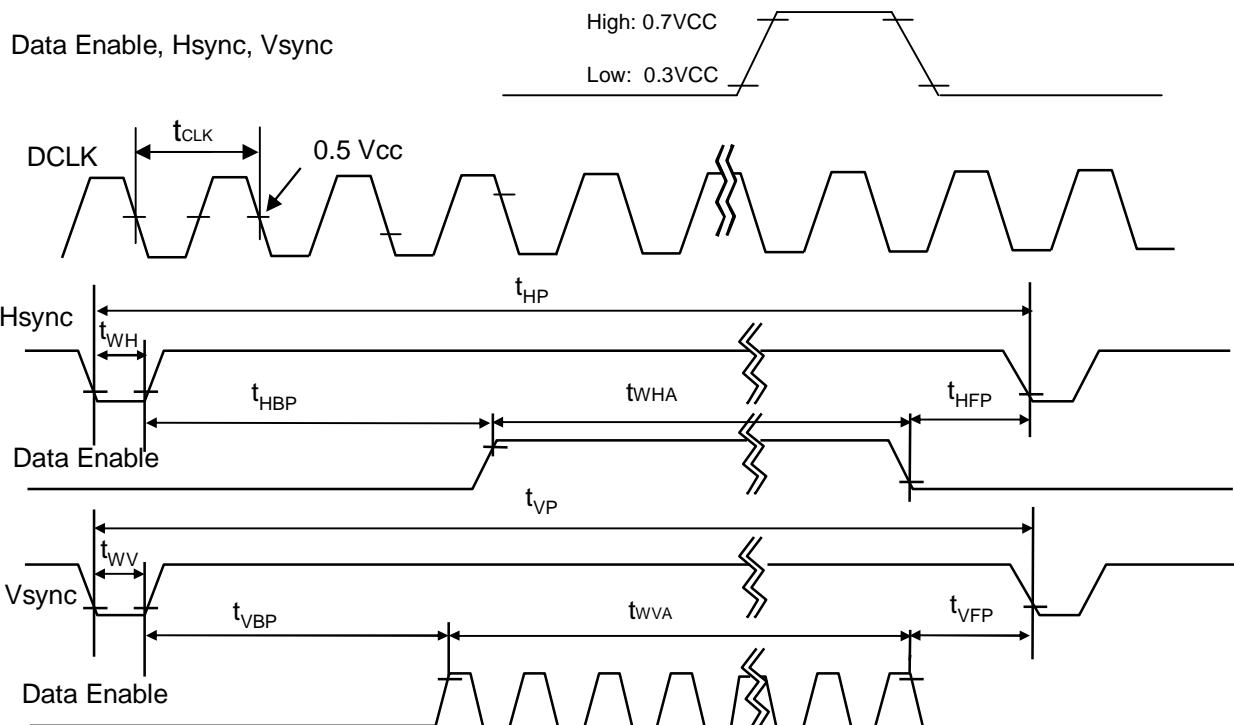 High: 0.7VCC
Data Enable, Hsync, Vsync
Low: 0.3VCC
tCLK
DCLK
0.5 Vcc
tHP
Hsync
tWH
tHBP
tWHA
tHFP
Data Enable
tVP
tWV
Vsync
tVBP
tWVA
tVFP
Data Enable